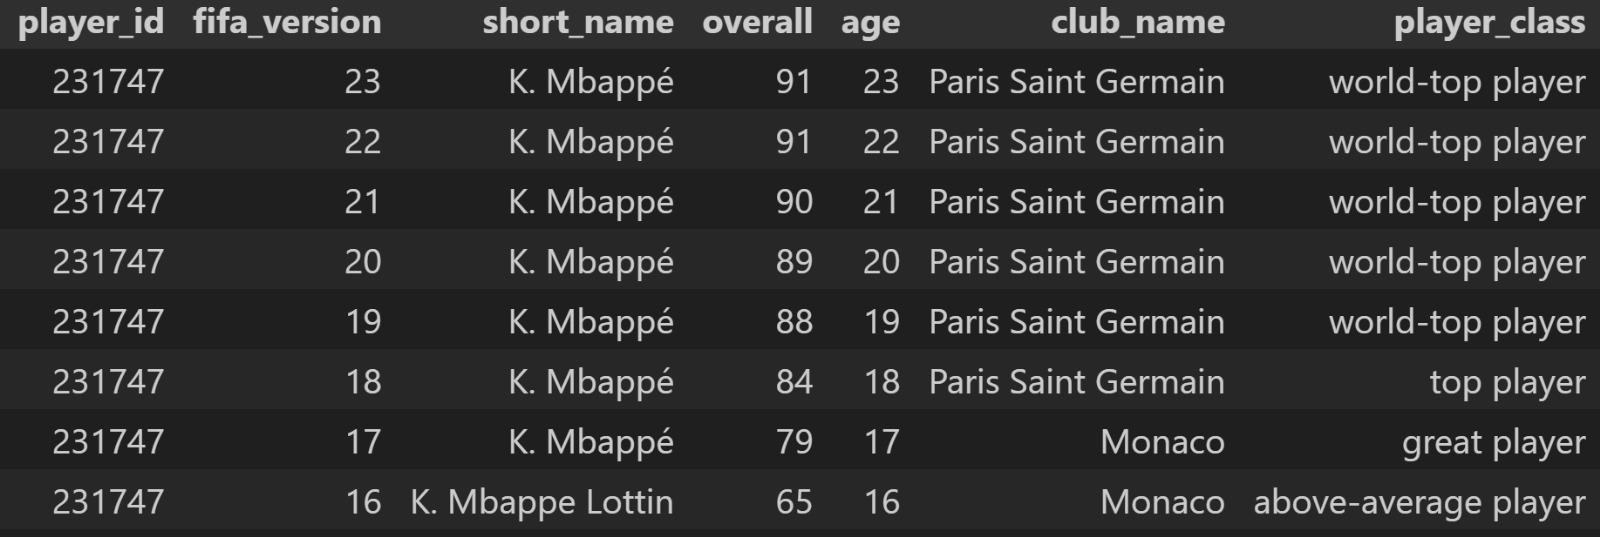 player_id fifa_version short_name overall age club_name player_class
231747 23 K. Mbappé 91 23 Paris Saint Germain world-top player
231747 22 K. Mbappé 91 22 Paris Saint Germain world-top player
231747 21 K. Mbappé 90 21 Paris Saint Germain world-top player
231747 20 K. Mbappé 89 20 Paris Saint Germain world-top player
231747 19 K. Mbappé 88 19 Paris Saint Germain world-top player
231747 18 K. Mbappé 84 18 Paris Saint Germain top player
231747 17 K. Mbappé 79 17 Monaco great player
231747 16 K. Mbappe Lottin 65 16 Monaco above-average player